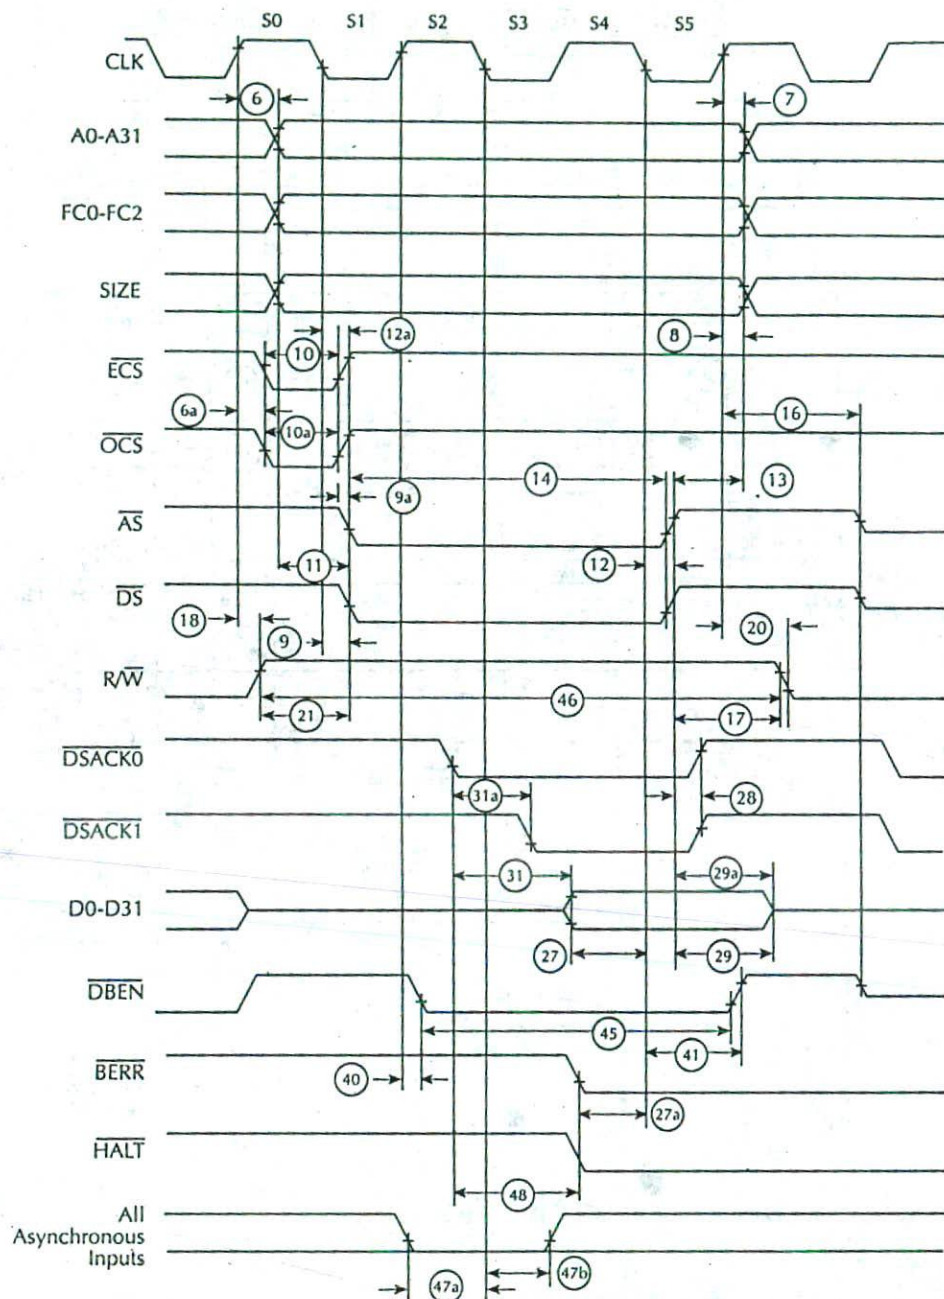 S0 S1 S2 S3 S4 S5
CLK
6 7
A0-A31
FC0-FC2
SIZE
12a 8
10
ECS
6a 16
10a
OCS
14 13
9a
AS
11 12
DS
18 20
9
R/W
46
21 17
DSACK0
31a 28
DSACK1
31 29a
D0-D31
27 29
DBEN
45
41
BERR
40
27a
HALT
48
All
Asynchronous
Inputs
47a 47b